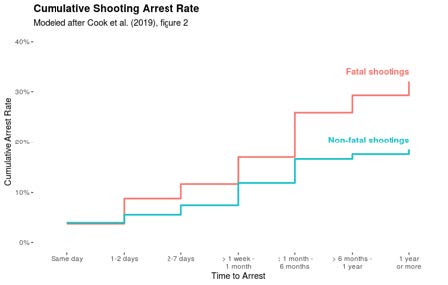 Cumulative Shooting Arrest Rate
Modeled after Cook et al. (2019), figure 2
40%
Fatal shootings
30%
Non-fatal shootings
20%
10%
0%
Cumulative Arrest Rate
Same day
1-2 days
2-7 days
> 1 week -
1 month
1 month -
6 months
> 6 months -
1 year
1 year
or more
Time to Arrest